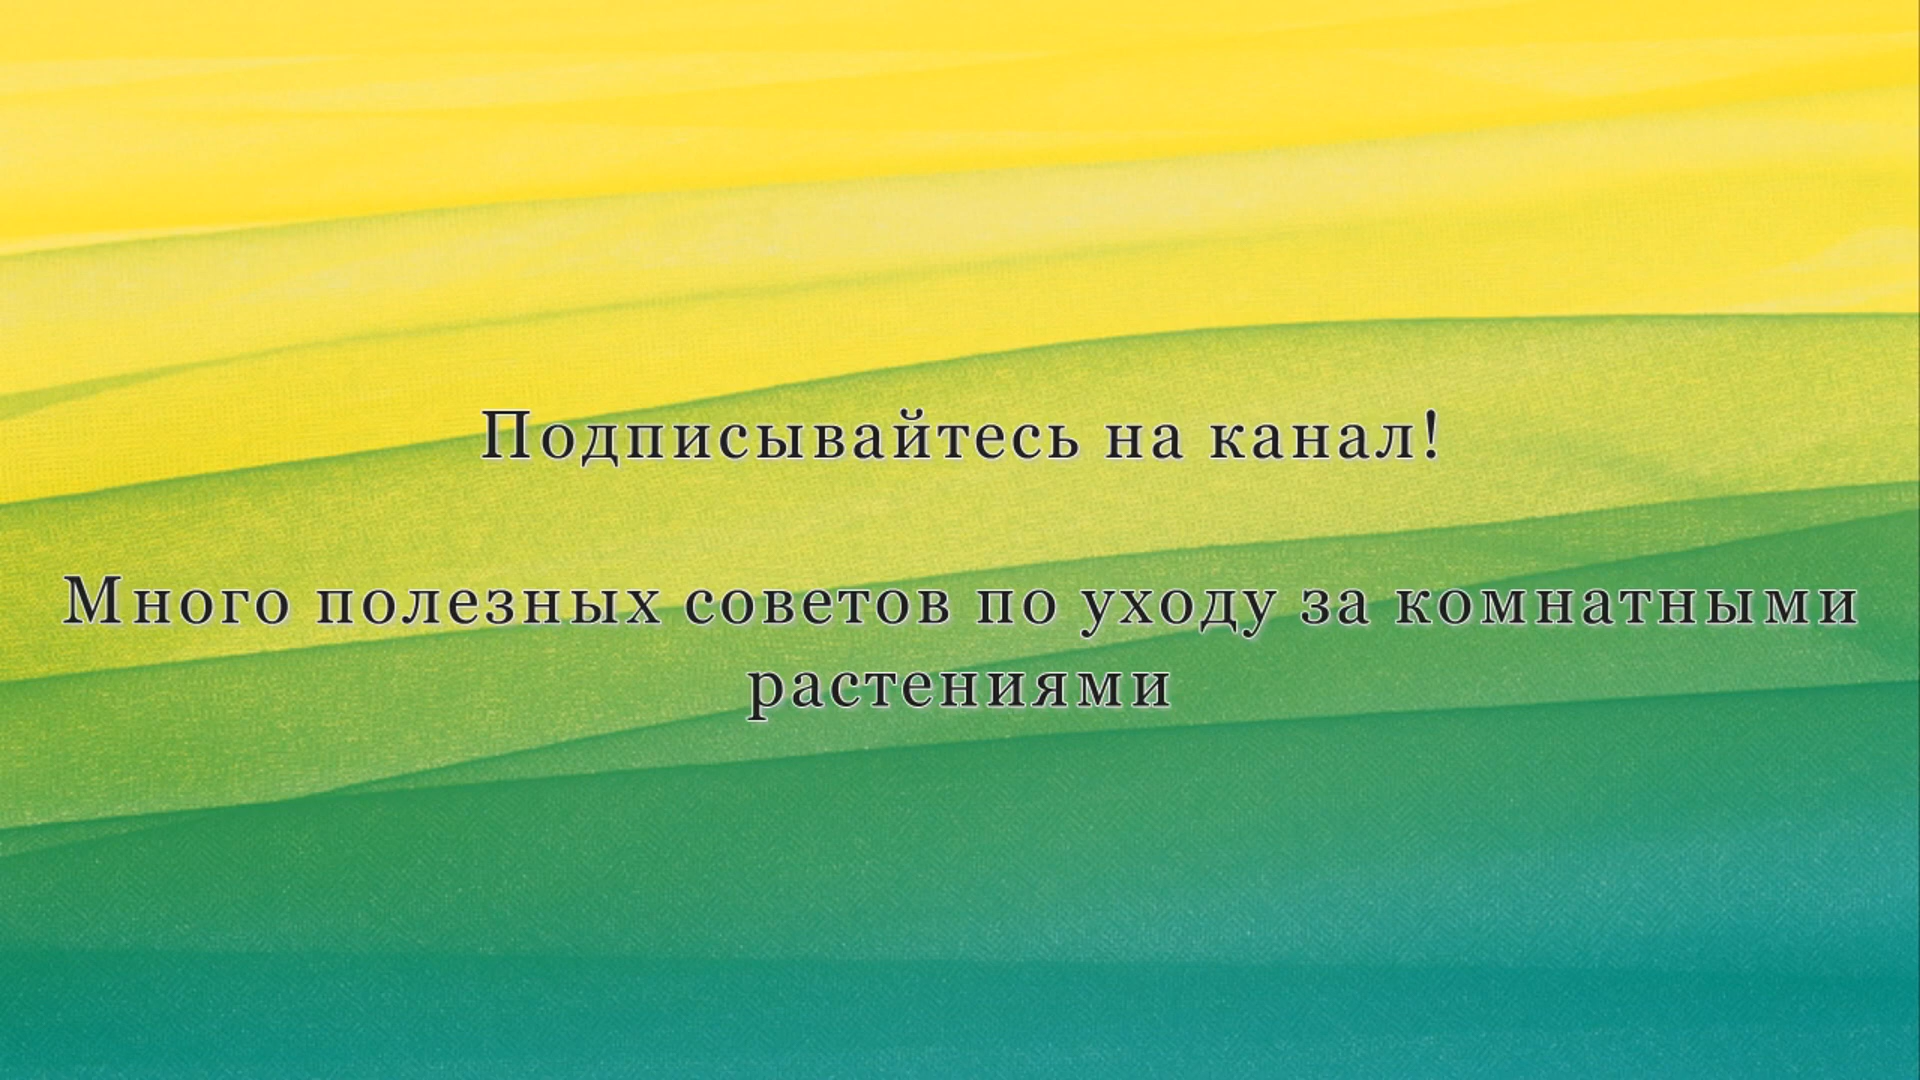 Подписывайтесь на канал!
Много полезных советов по уходу за комнатными
растениями